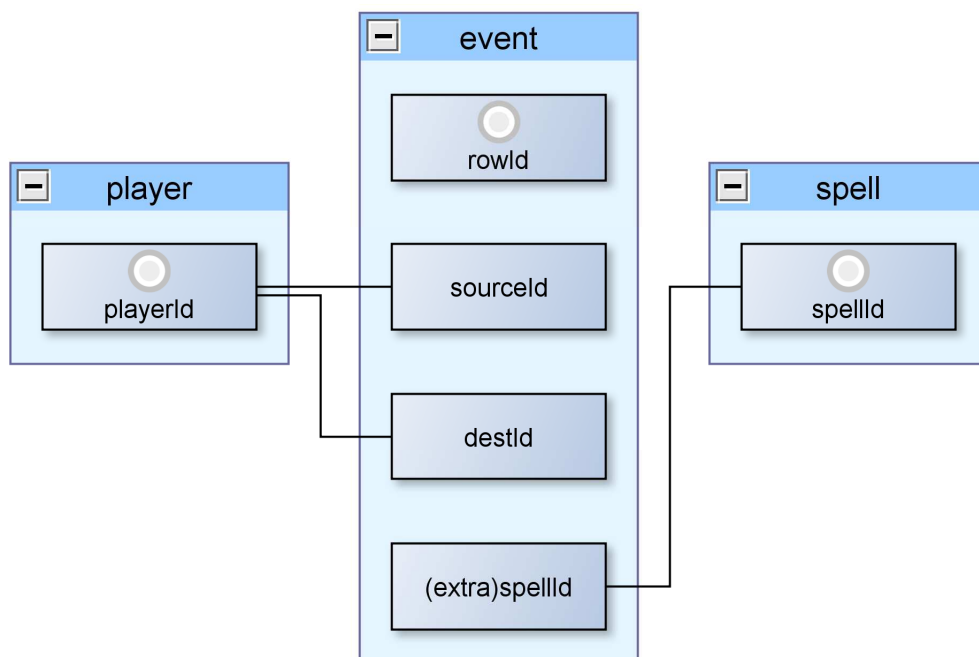 event
rowId
player
playerId
sourceId
destId
(extra)spellId
spell
spellId